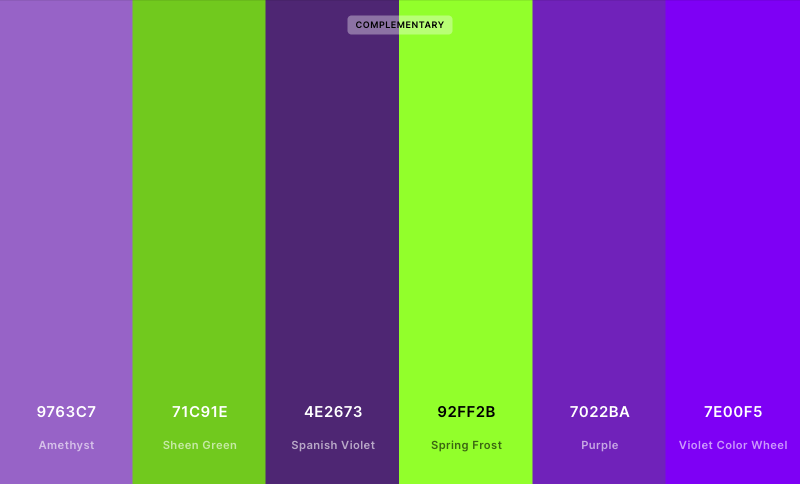 COMPLEMENTARY
9763C7
Amethyst
71C91E
Sheen Green
4E2673
Spanish Violet
92FF2B
Spring Frost
7022BA
Purple
7E00F5
Violet Color Wheel